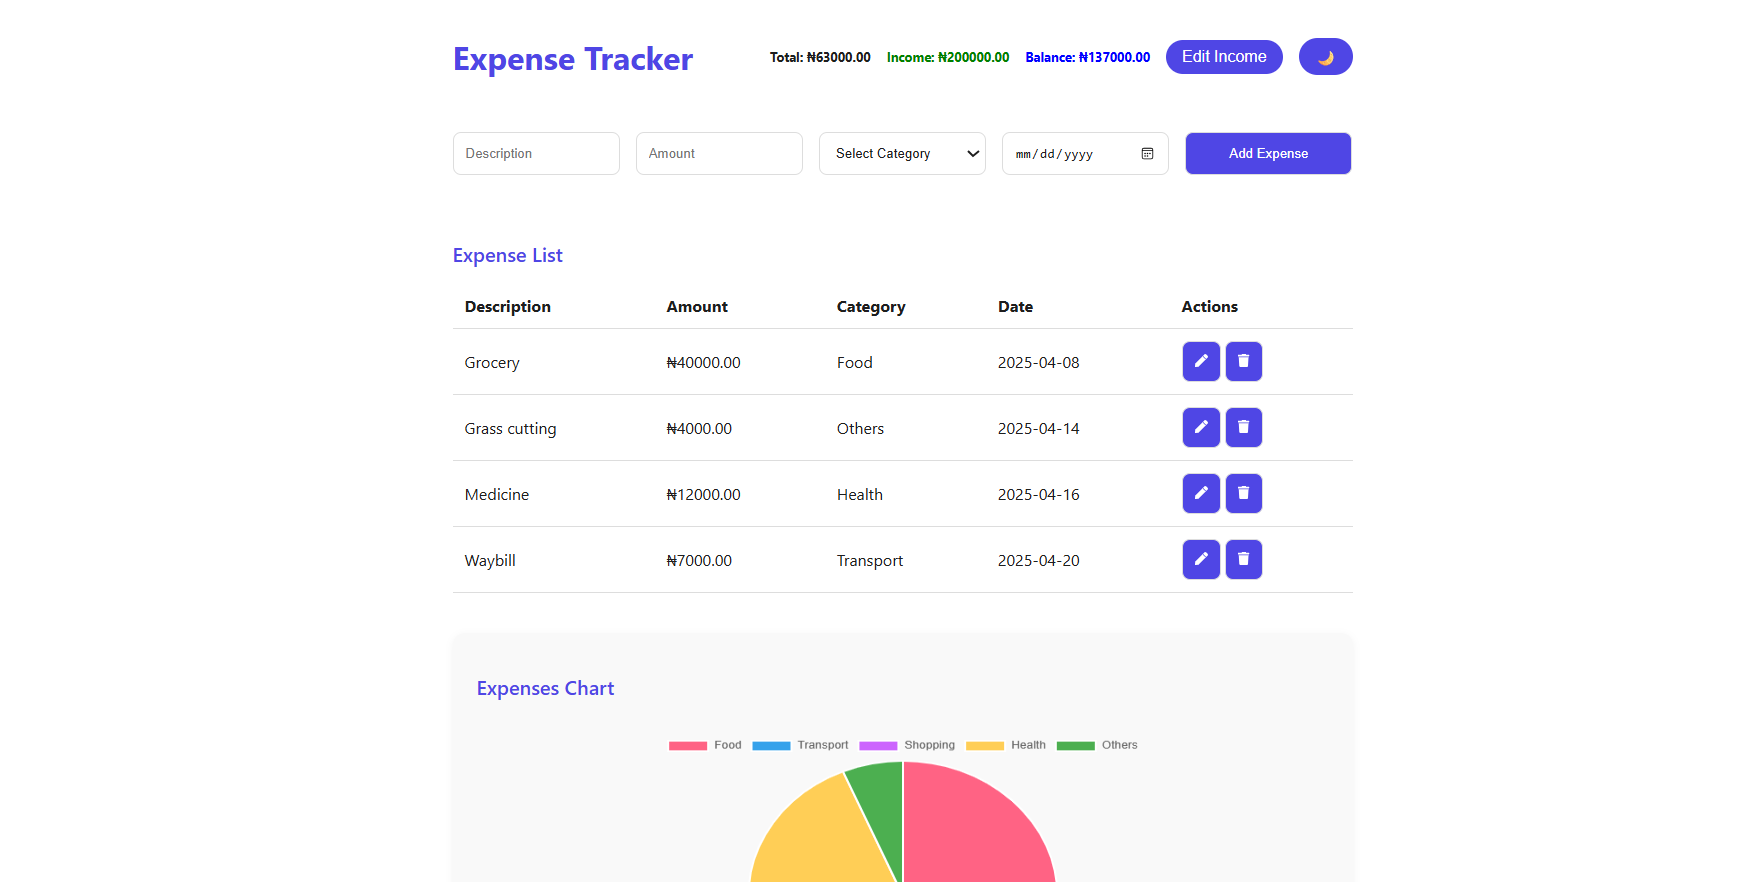 Expense Tracker Total: ₦63000.00 Income: ₦200000.00 Balance: ₦137000.00 Edit Income
Description Amount Select Category mm/dd/yyyy Add Expense
Expense List
Description Amount Category Date Actions
Grocery ₦40000.00 Food 2025-04-08
Grass cutting ₦4000.00 Others 2025-04-14
Medicine ₦12000.00 Health 2025-04-16
Waybill ₦7000.00 Transport 2025-04-20
Expenses Chart
Food Transport Shopping Health Others